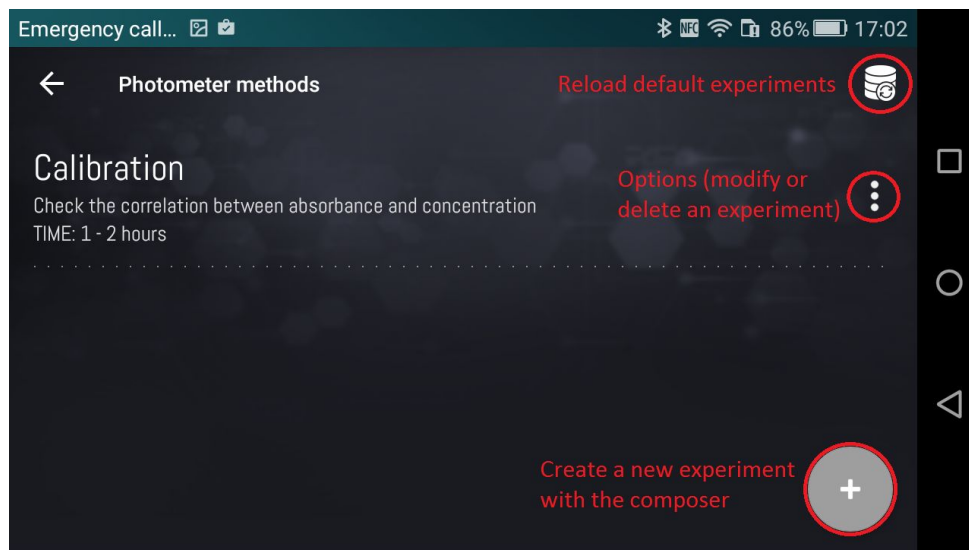 Emergency call... 86% 17:02
Photometer methods
Reload default experiments
Calibration
Check the correlation between absorbance and concentration
TIME: 1 - 2 hours
Options (modify or
delete an experiment)
Create a new experiment
with the composer
+